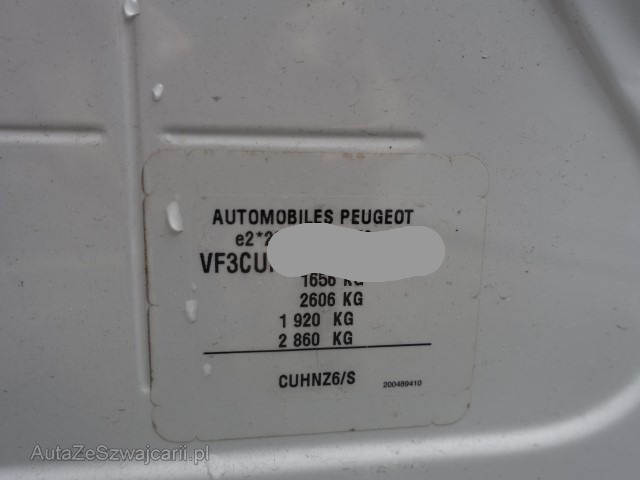 AUTOMOBILES PEUGEOT
VF3CU
1656 KG
2606 KG
1 920 KG
2 860 KG
CUHNZ6/S 200489410
AutaZeSzwajcarii.pl